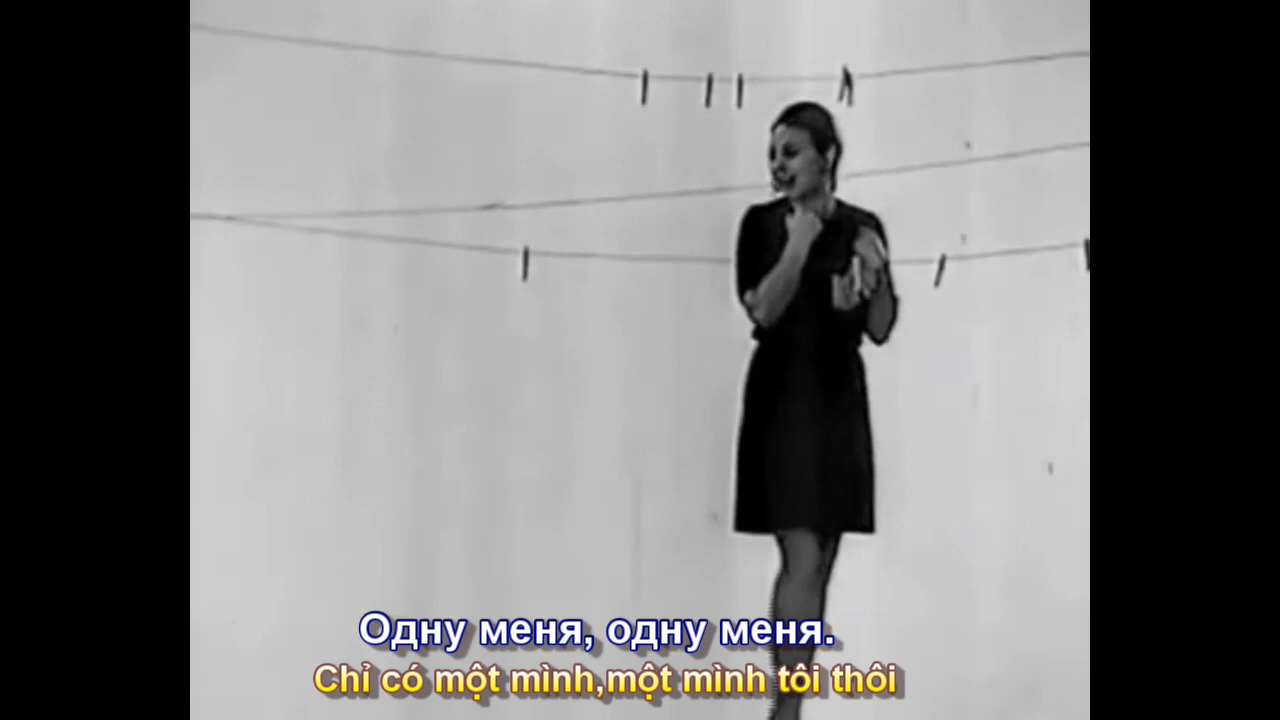 Одну меня, одну меня.
Chỉ có một mình,một mình tôi thôi